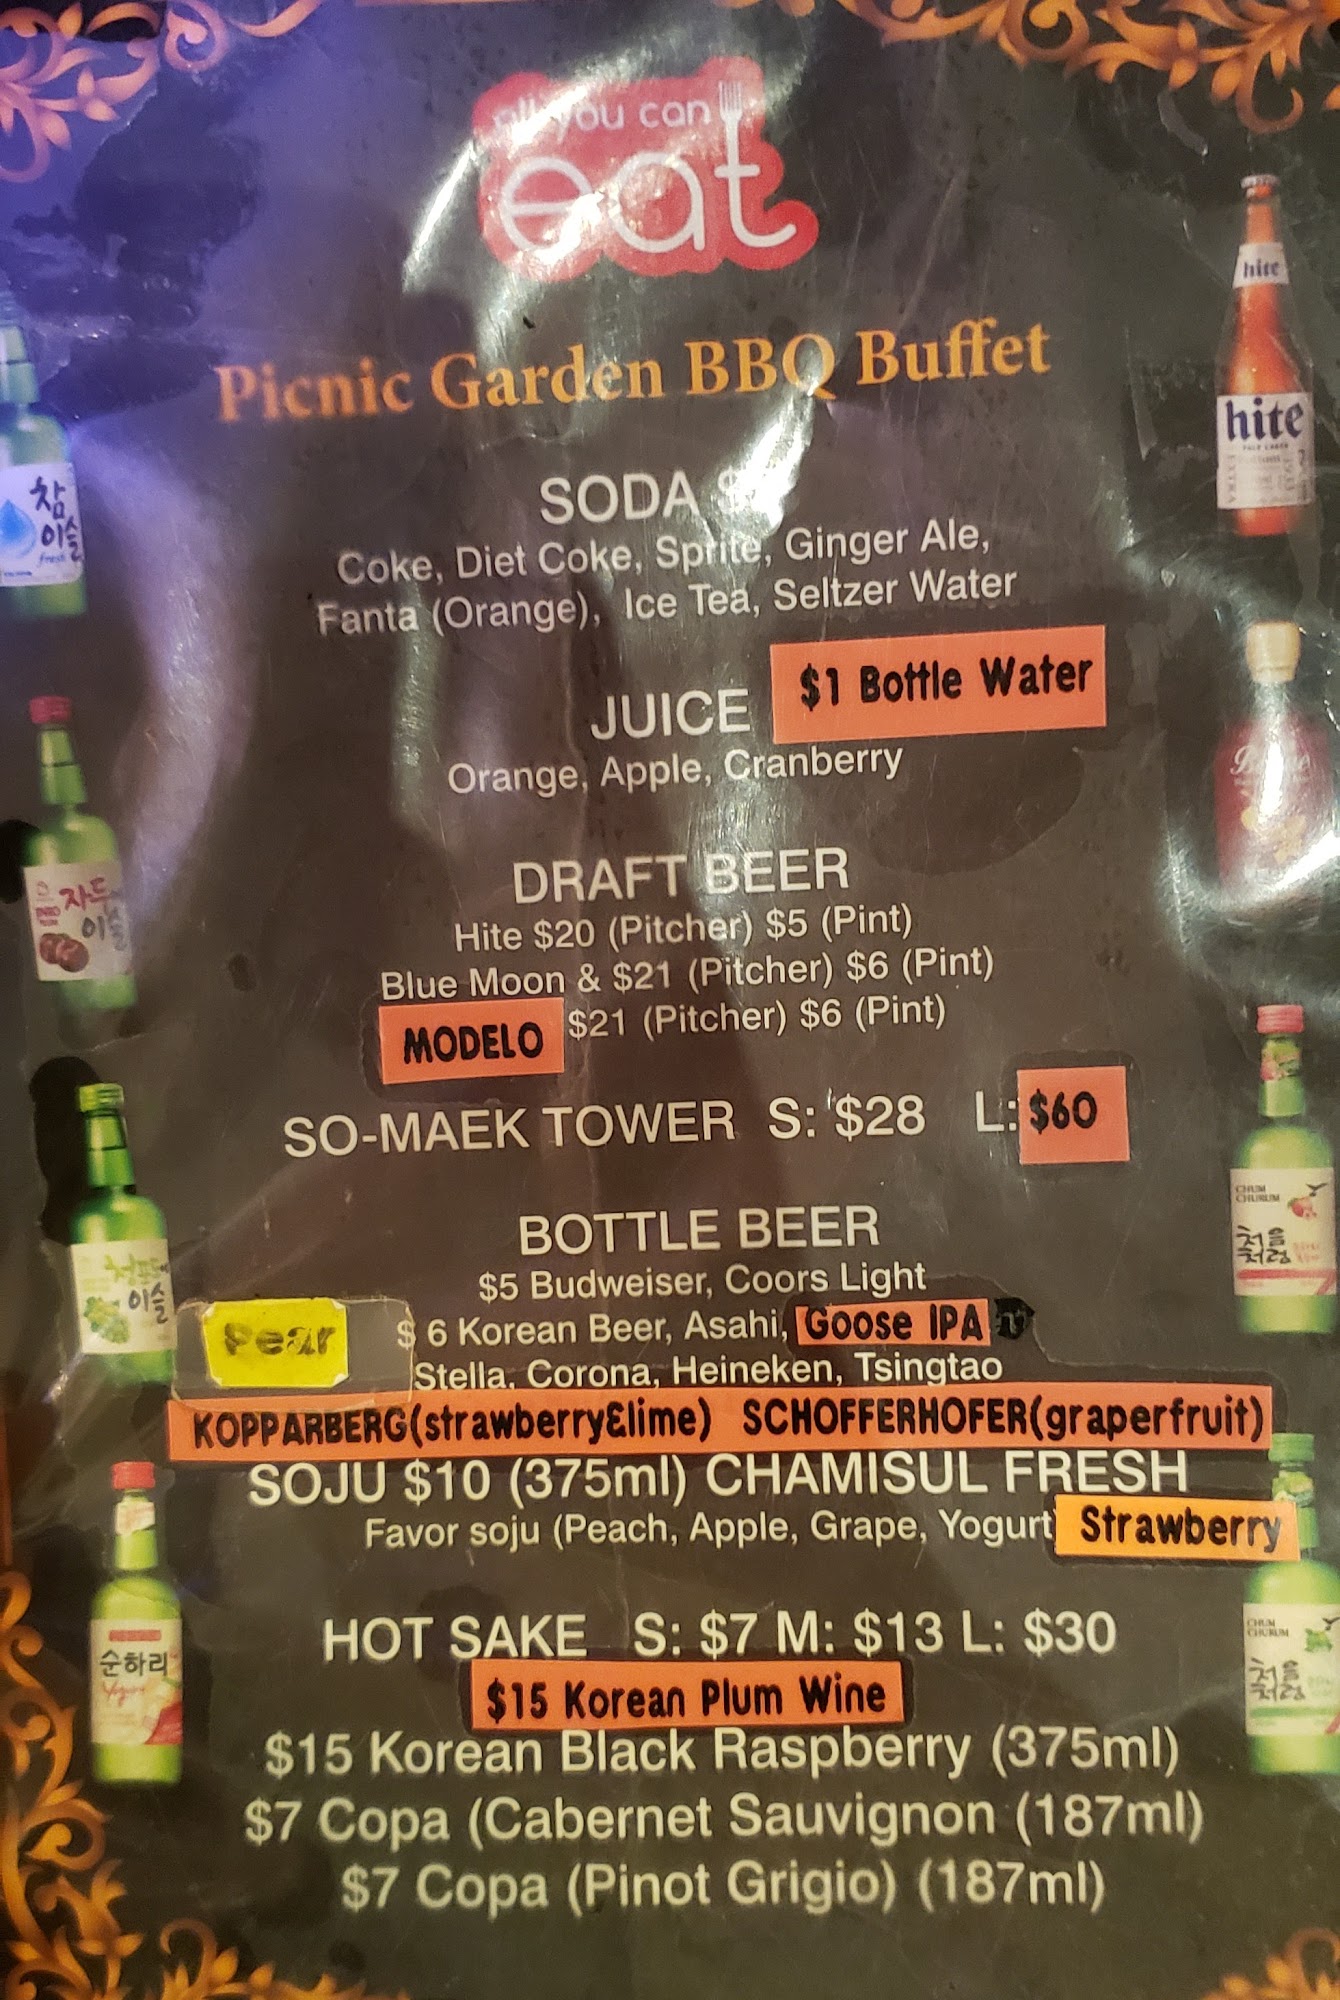 all you can
eat
Picnic Garden BBQ Buffet
hite
hite
SODA $
Coke, Diet Coke, Sprite, Ginger Ale,
Fanta (Orange), Ice Tea, Seltzer Water
참
이슬
fresh
$1 Bottle Water
JUICE
Orange, Apple, Cranberry
DRAFT BEER
Hite $20 (Pitcher) $5 (Pint)
자두에
이슬
Blue Moon & $21 (Pitcher) $6 (Pint)
MODELO $21 (Pitcher) $6 (Pint)
SO-MAEK TOWER S: $28 L: $60
BOTTLE BEER
$5 Budweiser, Coors Light
청포도에
이슬
CHUM
CHURUM
처음
처럼
Pear $ 6 Korean Beer, Asahi, Goose IPA
Stella, Corona, Heineken, Tsingtao
KOPPARBERG(strawberry&lime) SCHOFFERHOFER(graperfruit)
SOJU $10 (375ml) CHAMISUL FRESH
Favor soju (Peach, Apple, Grape, Yogurt Strawberry
HOT SAKE S: $7 M: $13 L: $30
순하리
Yogurt
CHUM
CHURUM
처음
처럼
$15 Korean Plum Wine
$15 Korean Black Raspberry (375ml)
$7 Copa (Cabernet Sauvignon (187ml)
$7 Copa (Pinot Grigio) (187ml)